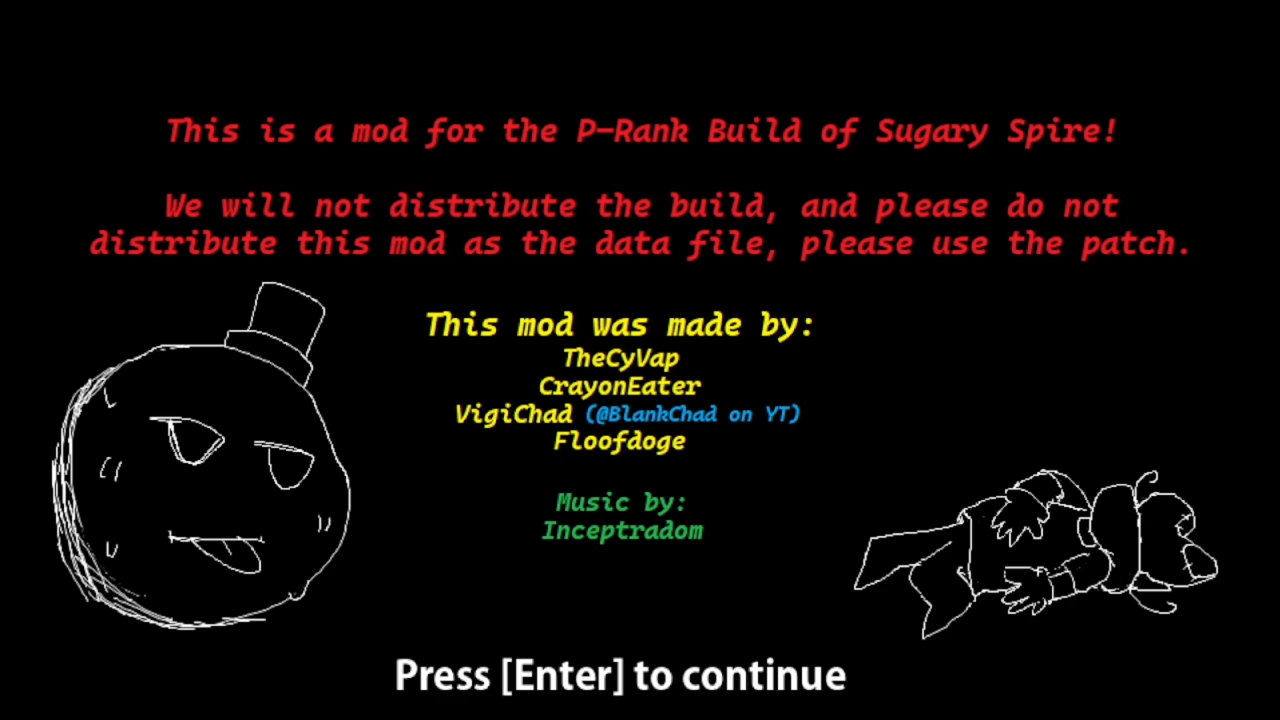 This is a mod for the P-Rank Build of Sugary Spire!
We will not distribute the build, and please do not
distribute this mod as the data file, please use the patch.
This mod was made by:
TheCyVap
CrayonEater
VigiChad (@BlankChad on YT)
Floofdoge
Music by:
Inceptradom
Press [Enter] to continue